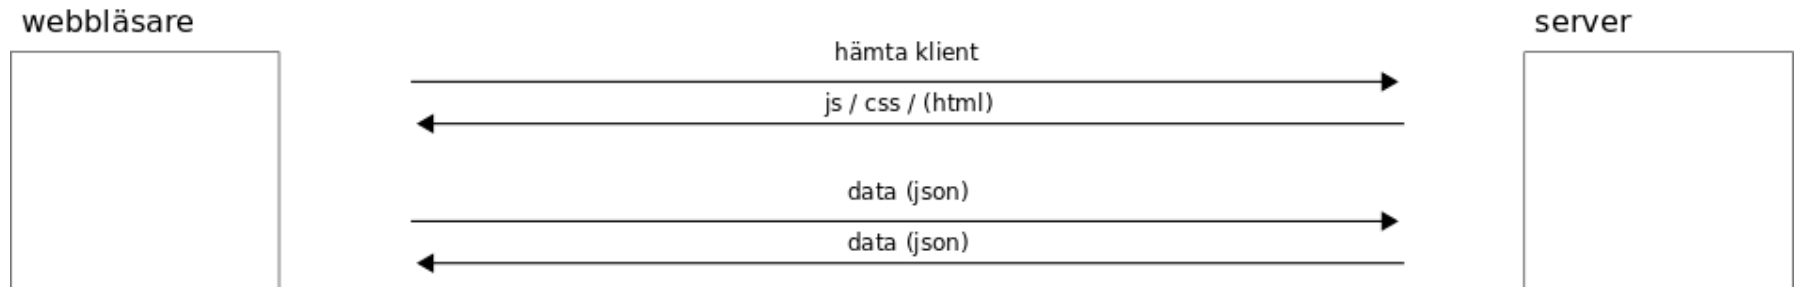 webbläsare
server
hämta klient
js / css / (html)
data (json)
data (json)